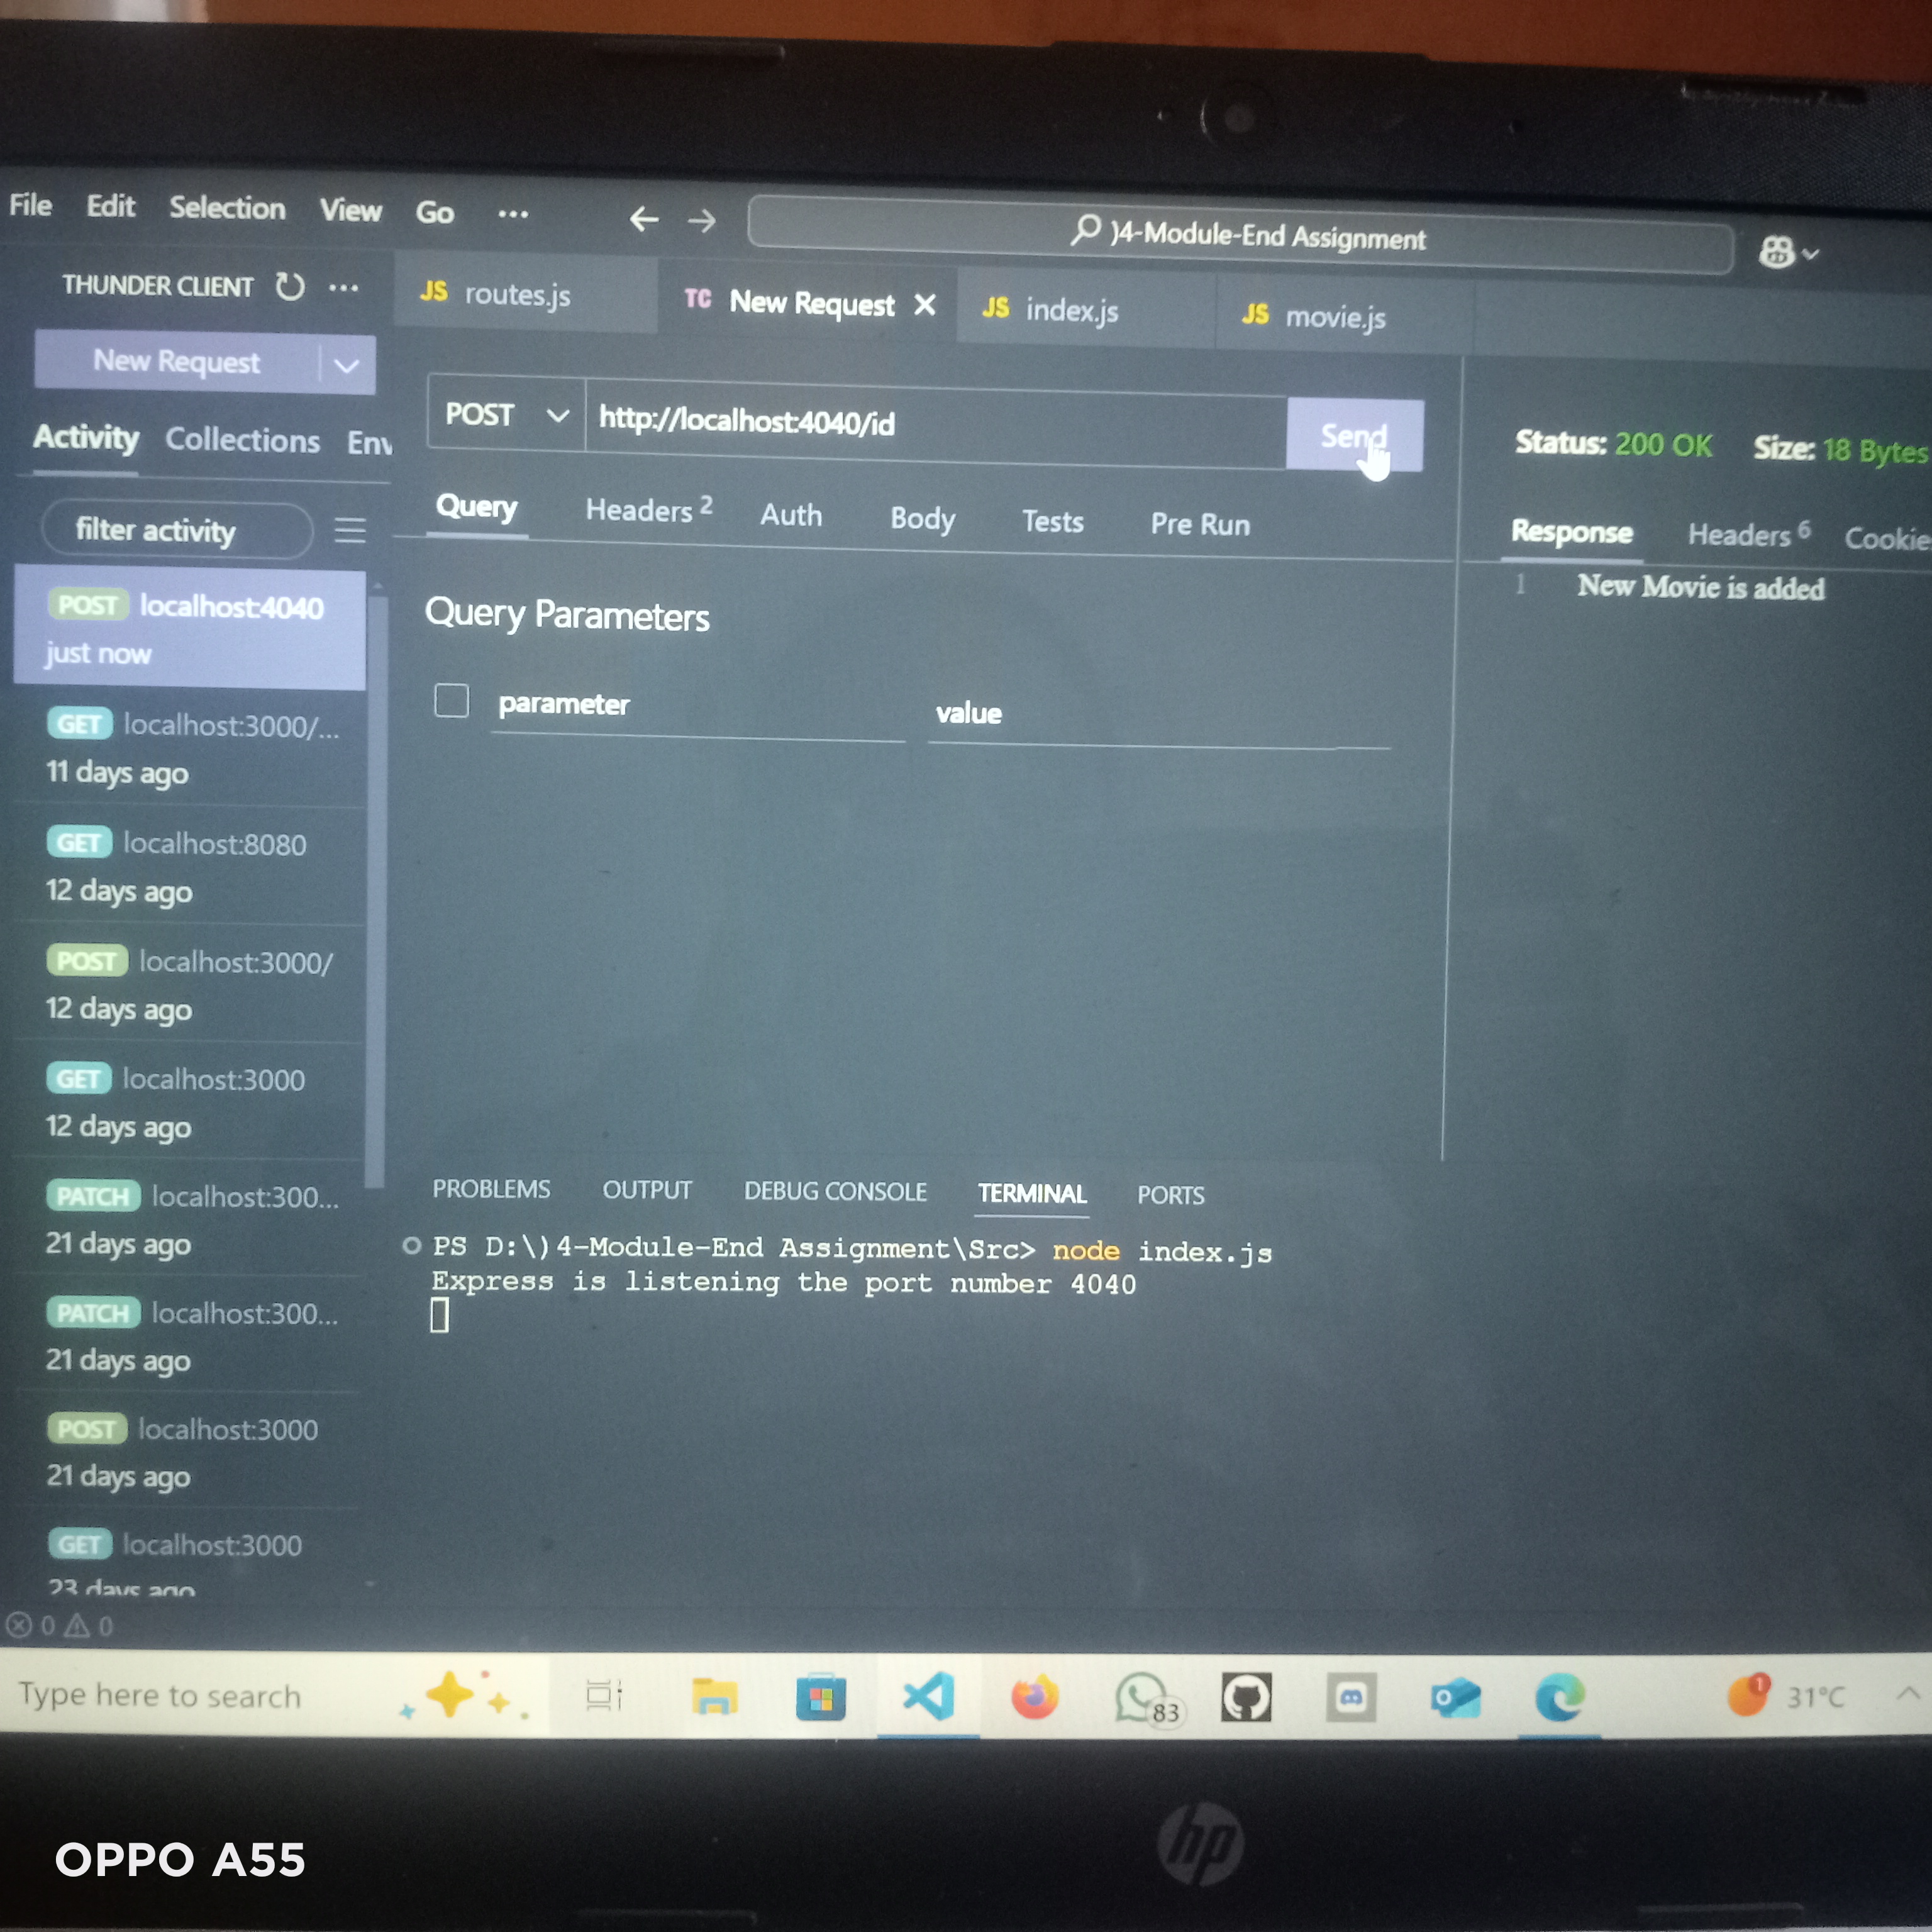 File Edit Selection View Go ...
)4-Module-End Assignment
THUNDER CLIENT ...
New Request
Activity Collections Env
filter activity
POST localhost:4040
just now
GET localhost:3000/...
11 days ago
GET localhost:8080
12 days ago
POST localhost:3000/
12 days ago
GET localhost:3000
12 days ago
PATCH localhost:300...
21 days ago
PATCH localhost:300...
21 days ago
POST localhost:3000
21 days ago
GET localhost:3000
23 days ago
0 0
JS routes.js
TC New Request
JS index.js
JS movie.js
POST http://localhost:4040/id
Send
Query Headers 2 Auth Body Tests Pre Run
Query Parameters
parameter value
Status: 200 OK Size: 18 Bytes
Response Headers 6 Cookie
1 New Movie is added
PROBLEMS OUTPUT DEBUG CONSOLE TERMINAL PORTS
PS D:\)4-Module-End Assignment\Src> node index.js
Express is listening the port number 4040
Type here to search
83
1
31°C
hp
OPPO A55